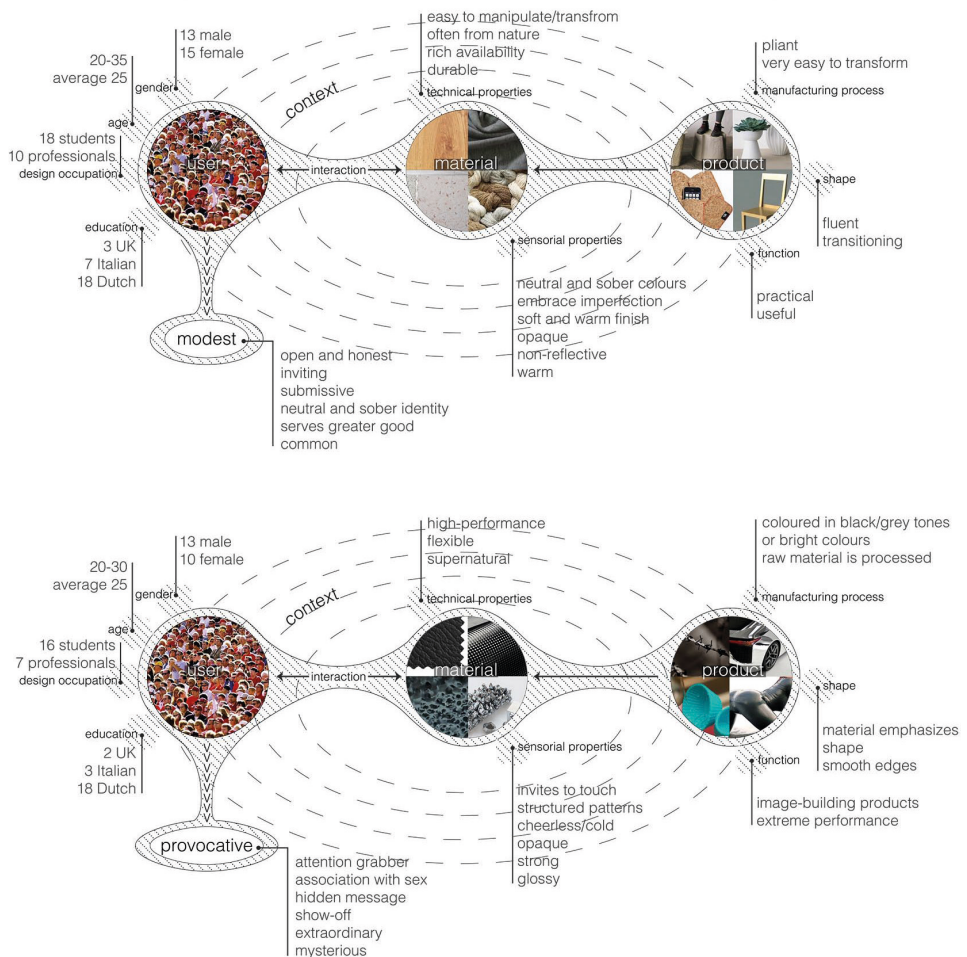 13 male
15 female
20-35
average 25
gender
age
18 students
10 professionals
design occupation
education
3 UK
7 Italian
18 Dutch
user
context
interaction
easy to manipulate/transfrom
often from nature
rich availability
durable
technical properties
material
sensorial properties
neutral and sober colours
embrace imperfection
soft and warm finish
opaque
non-reflective
warm
pliant
very easy to transform
manufacturing process
product
shape
fluent
transitioning
function
practical
useful
modest
open and honest
inviting
submissive
neutral and sober identity
serves greater good
common
13 male
10 female
20-30
average 25
gender
age
16 students
7 professionals
design occupation
education
2 UK
3 Italian
18 Dutch
user
context
interaction
high-performance
flexible
supernatural
technical properties
material
sensorial properties
invites to touch
structured patterns
cheerless/cold
opaque
strong
glossy
coloured in black/grey tones
or bright colours
raw material is processed
manufacturing process
product
shape
material emphasizes
shape
smooth edges
function
image-building products
extreme performance
provocative
attention grabber
association with sex
hidden message
show-off
extraordinary
mysterious